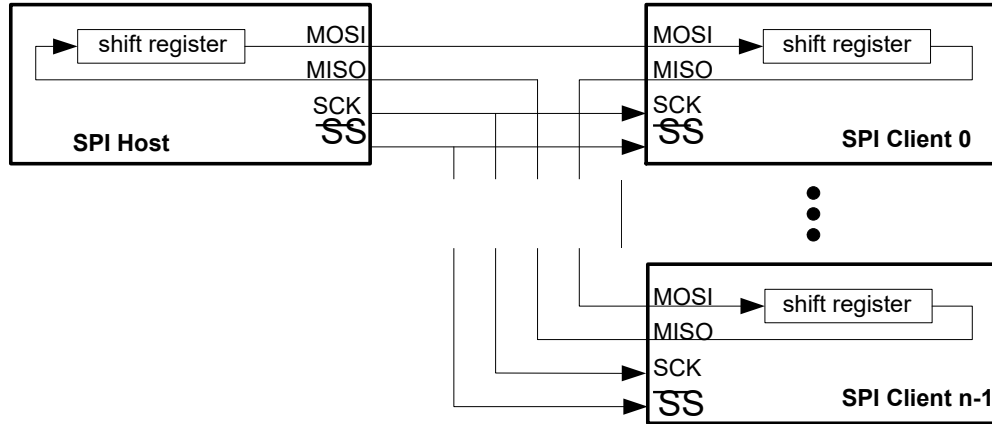 shift register
MOSI
MISO
SCK
SS
SPI Host
MOSI
shift register
MISO
SCK
SS
SPI Client 0
MOSI
shift register
MISO
SCK
SS
SPI Client n-1